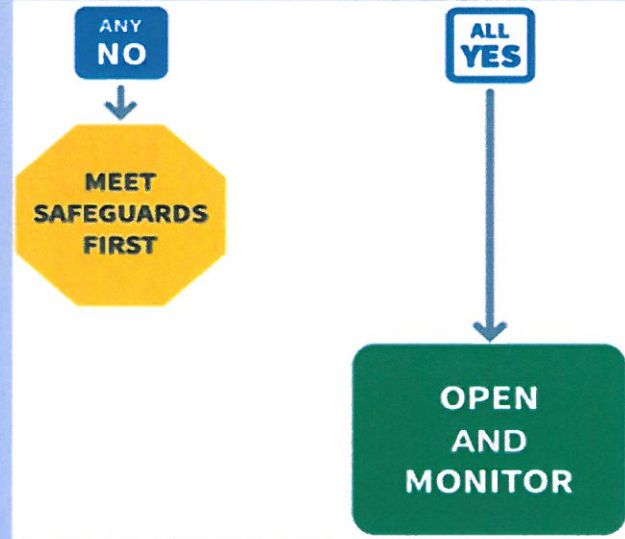 ANY
NO
ALL
YES
MEET
SAFEGUARDS
FIRST
OPEN
AND
MONITOR